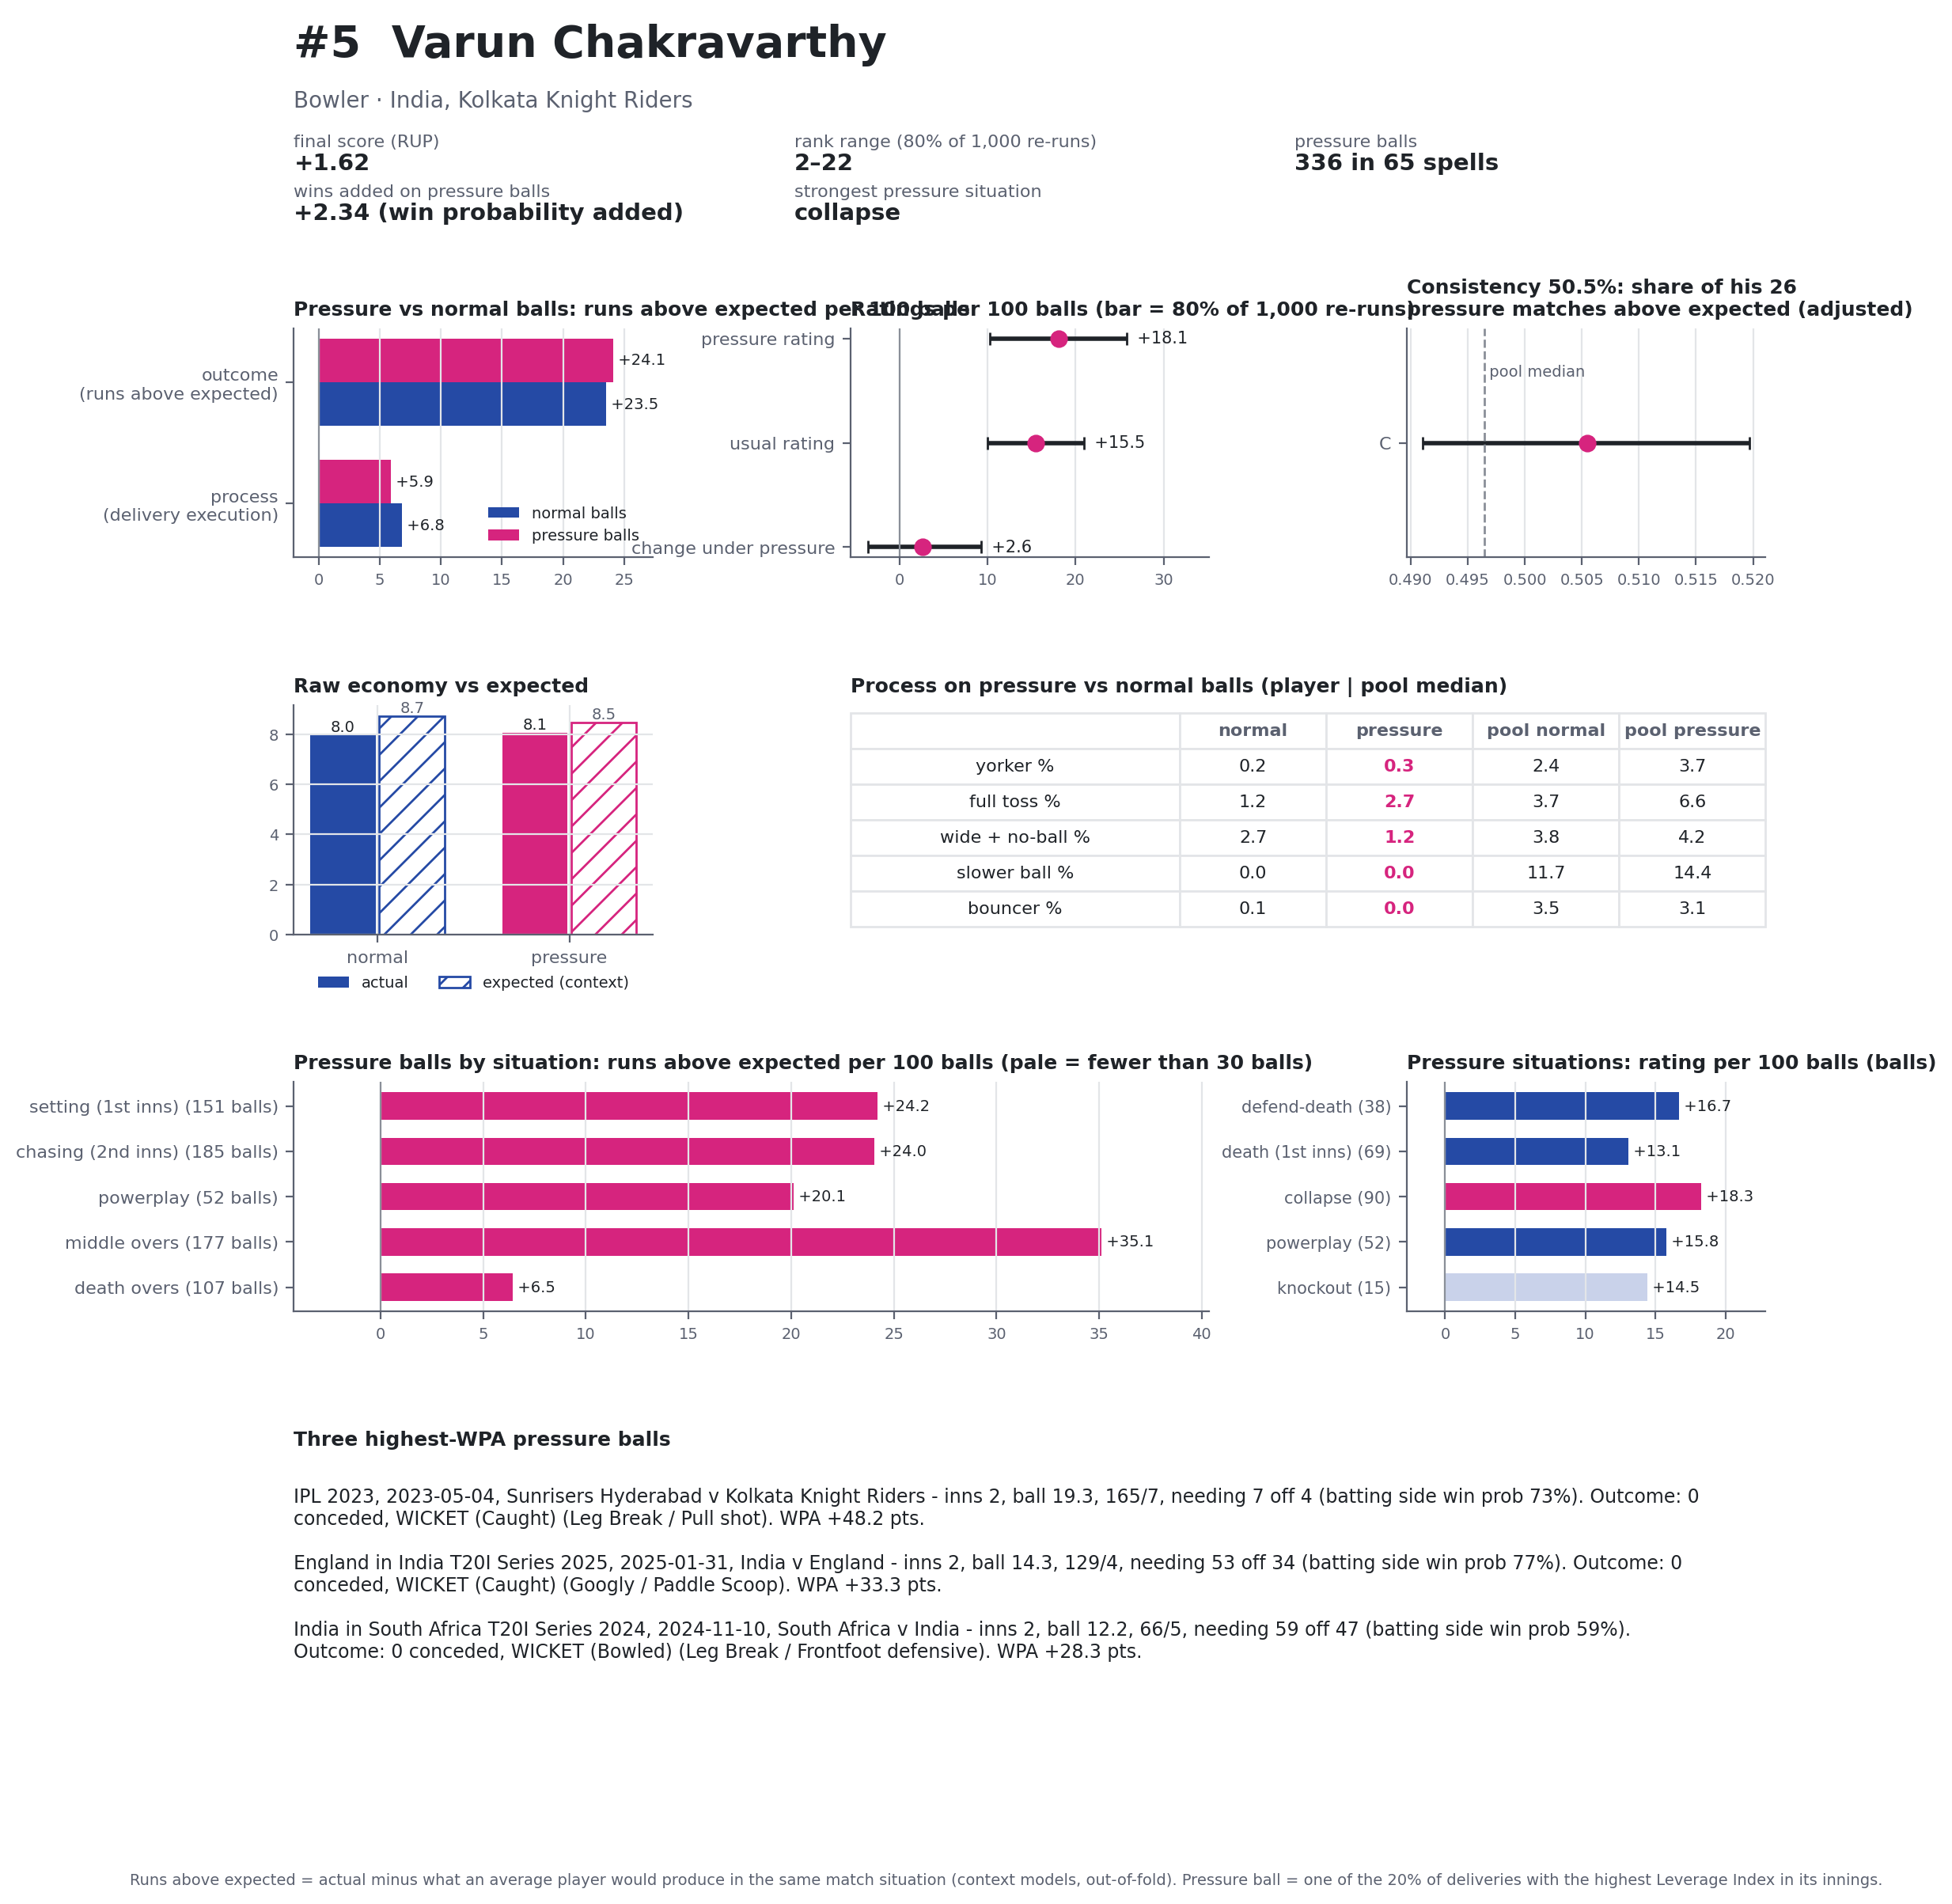 #5  Varun Chakravarthy
Bowler · India, Kolkata Knight Riders
final score (RUP)
+1.62
rank range (80% of 1,000 re-runs)
2–22
pressure balls
336 in 65 spells
wins added on pressure balls
+2.34 (win probability added)
strongest pressure situation
collapse
Pressure vs normal balls: runs above expected per 100 balls
outcome
(runs above expected)
+24.1
+23.5
process
(delivery execution)
+5.9
+6.8
normal balls
pressure balls
0 5 10 15 20 25
Ratings per 100 balls (bar = 80% of 1,000 re-runs)
pressure rating
+18.1
usual rating
+15.5
change under pressure
+2.6
0 10 20 30
Consistency 50.5%: share of his 26
pressure matches above expected (adjusted)
pool median
C
0.490 0.495 0.500 0.505 0.510 0.515 0.520
Raw economy vs expected
8.0
8.7
8.1
8.5
8
6
4
2
0
normal
pressure
actual
expected (context)
Process on pressure vs normal balls (player | pool median)
normal pressure pool normal pool pressure
yorker % 0.2 0.3 2.4 3.7
full toss % 1.2 2.7 3.7 6.6
wide + no-ball % 2.7 1.2 3.8 4.2
slower ball % 0.0 0.0 11.7 14.4
bouncer % 0.1 0.0 3.5 3.1
Pressure balls by situation: runs above expected per 100 balls (pale = fewer than 30 balls)
setting (1st inns) (151 balls) +24.2
chasing (2nd inns) (185 balls) +24.0
powerplay (52 balls) +20.1
middle overs (177 balls) +35.1
death overs (107 balls) +6.5
0 5 10 15 20 25 30 35 40
Pressure situations: rating per 100 balls (balls)
defend-death (38) +16.7
death (1st inns) (69) +13.1
collapse (90) +18.3
powerplay (52) +15.8
knockout (15) +14.5
0 5 10 15 20
Three highest-WPA pressure balls
IPL 2023, 2023-05-04, Sunrisers Hyderabad v Kolkata Knight Riders - inns 2, ball 19.3, 165/7, needing 7 off 4 (batting side win prob 73%). Outcome: 0
conceded, WICKET (Caught) (Leg Break / Pull shot). WPA +48.2 pts.
England in India T20I Series 2025, 2025-01-31, India v England - inns 2, ball 14.3, 129/4, needing 53 off 34 (batting side win prob 77%). Outcome: 0
conceded, WICKET (Caught) (Googly / Paddle Scoop). WPA +33.3 pts.
India in South Africa T20I Series 2024, 2024-11-10, South Africa v India - inns 2, ball 12.2, 66/5, needing 59 off 47 (batting side win prob 59%).
Outcome: 0 conceded, WICKET (Bowled) (Leg Break / Frontfoot defensive). WPA +28.3 pts.
Runs above expected = actual minus what an average player would produce in the same match situation (context models, out-of-fold). Pressure ball = one of the 20% of deliveries with the highest Leverage Index in its innings.